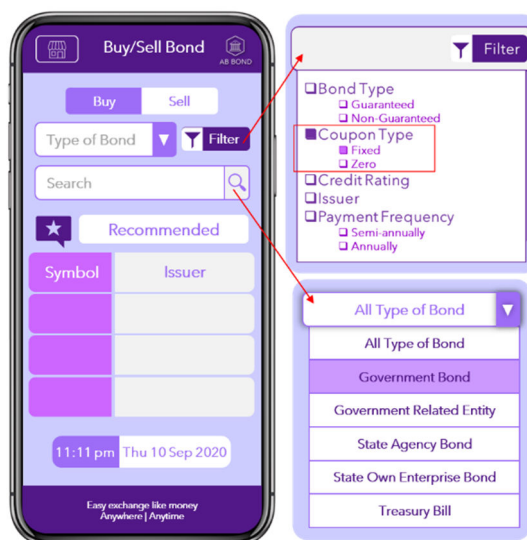 Buy/Sell Bond
AB BOND
Buy
Sell
Type of Bond
Filter
Search
Recommended
Symbol
Issuer
11:11 pm
Thu 10 Sep 2020
Easy exchange like money
Anywhere | Anytime
Filter
Bond Type
Guaranteed
Non-Guaranteed
Coupon Type
Fixed
Zero
Credit Rating
Issuer
Payment Frequency
Semi-annually
Annually
All Type of Bond
All Type of Bond
Government Bond
Government Related Entity
State Agency Bond
State Own Enterprise Bond
Treasury Bill